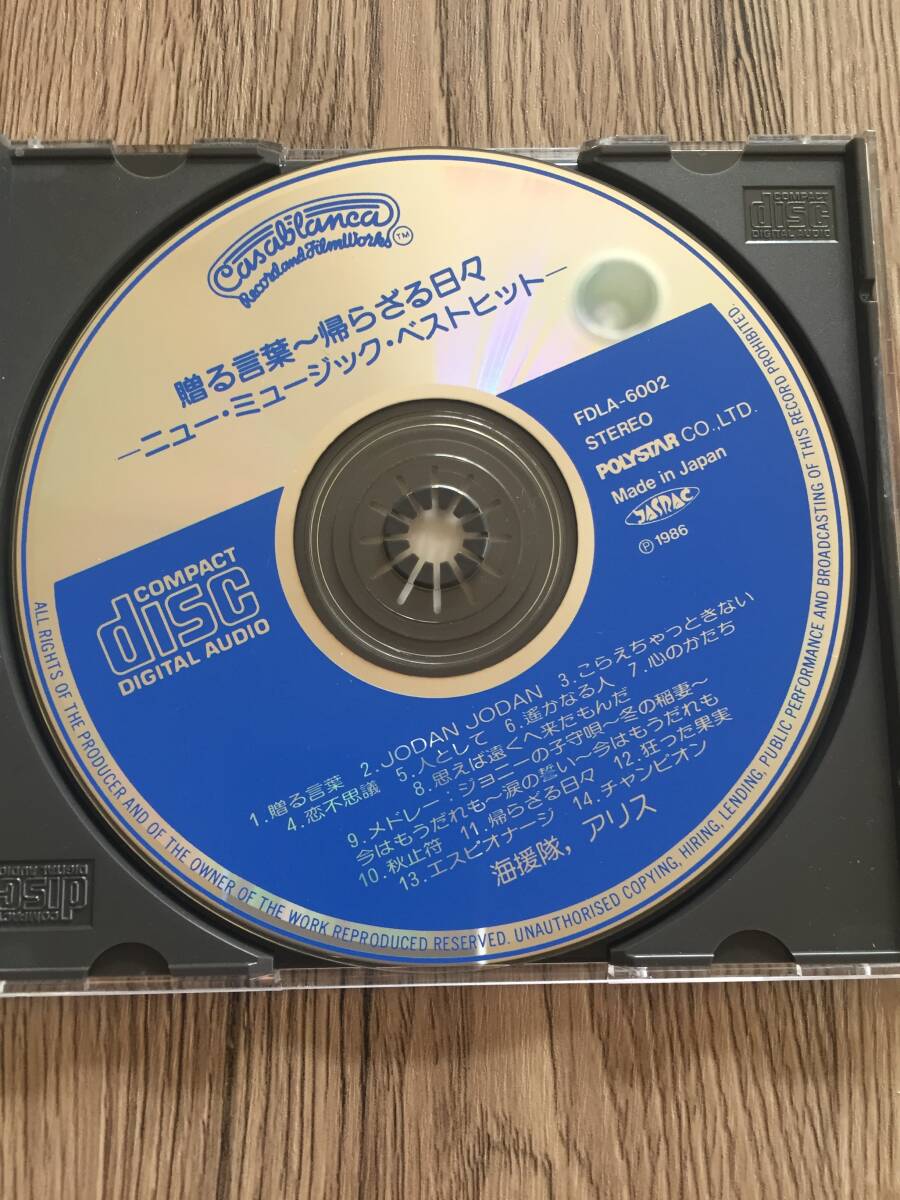 Casablanca
Record and FilmWorks
TM
贈る言葉〜帰らざる日々
―ニュー・ミュージック・ベストヒット―
FDLA-6002
STEREO
POLYSTAR CO.,LTD.
Made in Japan
JASRAC
Ⓟ1986
COMPACT
disc
DIGITAL AUDIO
1.贈る言葉 2.JODAN JODAN 3.こらえちゃっときない
4.恋不思議 5.人として 6.遥かなる人 7.心のかたち
8.思えば遠くへ来たもんだ
9.メドレー：ジョニーの子守唄〜冬の稲妻〜
今はもうだれも〜涙の誓い〜今はもうだれも
10.秋止符 11.帰らざる日々 12.狂った果実
13.エスピオナージ 14.チャンピオン
海援隊，アリス
ALL RIGHTS OF THE PRODUCER AND OF THE OWNER OF THE WORK REPRODUCED RESERVED. UNAUTHORISED COPYING, HIRING, LENDING, PUBLIC PERFORMANCE AND BROADCASTING OF THIS RECORD PROHIBITED.
COMPACT
disc
DIGITAL AUDIO
COMPACT
disc
DIGITAL AUDIO